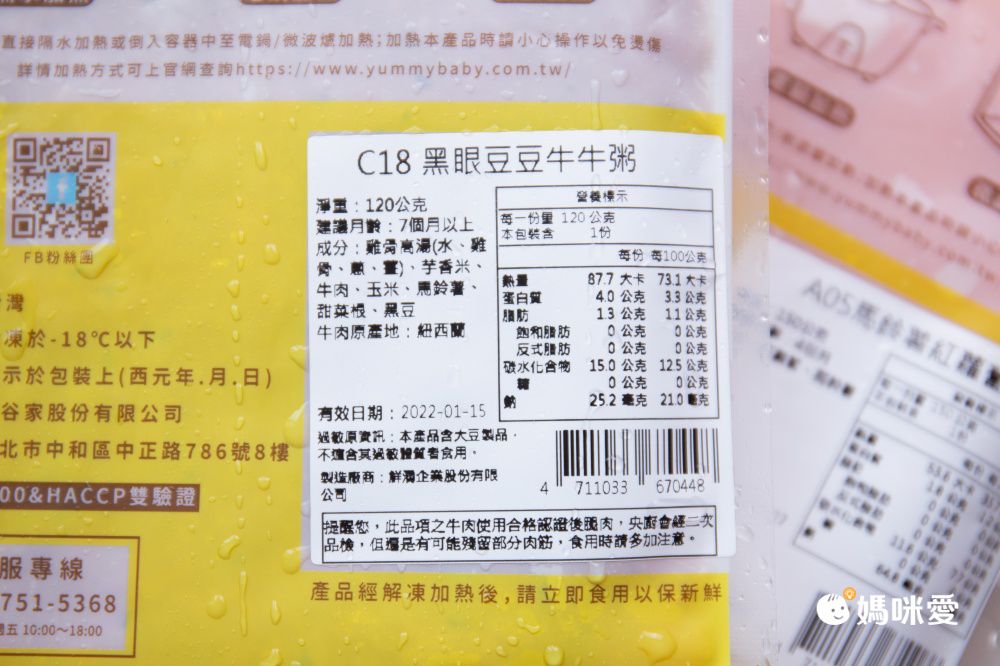 直接隔水加熱或倒入容器中至電鍋/微波爐加熱;加熱本產品時請小心操作以免燙傷
詳情加熱方式可上官網查詢https://www.yummybaby.com.tw/
FB粉絲團
灣
凍於-18℃以下
示於包裝上(西元年.月.日)
谷家股份有限公司
北市中和區中正路786號8樓
00&HACCP雙驗證
服專線
751-5368
五 10:00～18:00
C18 黑眼豆豆牛牛粥
淨重：120公克
建議月齡：7個月以上
成分：雞骨高湯(水、雞
骨、蔥、薑)、芋香米、
牛肉、玉米、馬鈴薯、
甜菜根、黑豆
牛肉原產地：紐西蘭
有效日期：2022-01-15
過敏原資訊：本產品含大豆製品，
不適合其過敏體質者食用。
製造廠商：鮮潤企業股份有限
公司
營養標示
每一份量 120 公克
本包裝含 1份
每份 每100公克
熱量 87.7 大卡 73.1 大卡
蛋白質 4.0 公克 3.3 公克
脂肪 1.3 公克 1.1 公克
飽和脂肪 0 公克 0 公克
反式脂肪 0 公克 0 公克
碳水化合物 15.0 公克 12.5 公克
糖 0 公克 0 公克
鈉 25.2 毫克 21.0 毫克
4 711033 670448
提醒您，此品項之牛肉使用合格認證後腿肉，央廚會經二次
品檢，但還是有可能殘留部分肉筋，食用時請多加注意。
產品經解凍加熱後,請立即食用以保新鮮
A05馬鈴薯紅蘿
媽咪愛